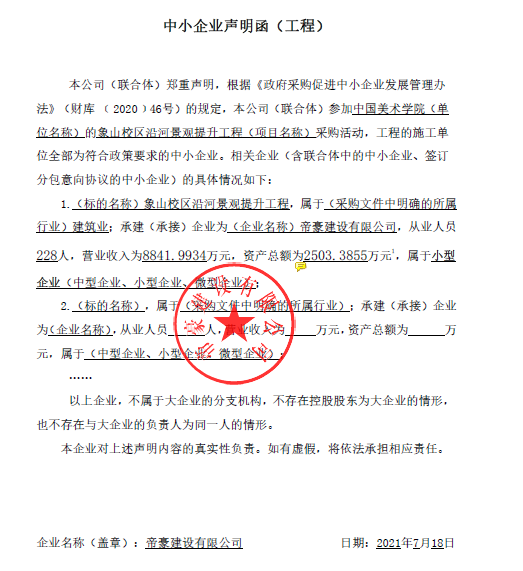 中小企业声明函（工程）
本公司（联合体）郑重声明，根据《政府采购促进中小企业发展管理办
法》（财库﹝2020﹞46号）的规定，本公司（联合体）参加中国美术学院（单
位名称）的象山校区沿河景观提升工程（项目名称）采购活动，工程的施工单
位全部为符合政策要求的中小企业。相关企业（含联合体中的中小企业、签订
分包意向协议的中小企业）的具体情况如下：
1.（标的名称）象山校区沿河景观提升工程，属于（采购文件中明确的所属
行业）建筑业；承建（承接）企业为（企业名称）帝豪建设有限公司，从业人员
228人，营业收入为8841.9934万元，资产总额为2503.3855万元¹，属于小型
企业（中型企业、小型企业、微型企业）；
2.（标的名称），属于（采购文件中明确的所属行业）；承建（承接）企业
为（企业名称），从业人员 人，营业收入为 万元，资产总额为 万
元，属于（中型企业、小型企业、微型企业）；
……
以上企业，不属于大企业的分支机构，不存在控股股东为大企业的情形，
也不存在与大企业的负责人为同一人的情形。
本企业对上述声明内容的真实性负责。如有虚假，将依法承担相应责任。
企业名称（盖章）：帝豪建设有限公司 日期：2021年7月18日